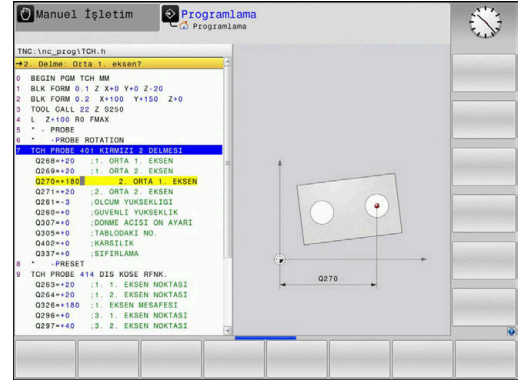 Manuel İşletim
Programlama
Programlama
TNC:\nc_prog\TCH.h
→2. Delme: Orta 1. eksen?
0 BEGIN PGM TCH MM
1 BLK FORM 0.1 Z X+0 Y+0 Z-20
2 BLK FORM 0.2 X+100 Y+150 Z+0
3 TOOL CALL 22 Z S250
4 L Z+100 R0 FMAX
5 * - PROBE
6 * -PROBE ROTATION
7 TCH PROBE 401 KIRMIZI 2 DELMESI
Q268=+20 ;1. ORTA 1. EKSEN
Q269=+20 ;1. ORTA 2. EKSEN
Q270=+180 2. ORTA 1. EKSEN
Q271=+20 ;2. ORTA 2. EKSEN
Q261=-3 ;OLCUM YUKSEKLIGI
Q260=+0 ;GUVENLI YUKSEKLIK
Q307=+0 ;DONME ACISI ON AYARI
Q305=+0 ;TABLODAKI NO.
Q402=+0 ;KARSILIK
Q337=+0 ;SIFIRLAMA
8 * -PRESET
9 TCH PROBE 414 DIS KOSE RFNK.
Q263=+20 ;1. 1. EKSEN NOKTASI
Q264=+20 ;1. 2. EKSEN NOKTASI
Q326=+180 ;1. EKSEN MESAFESI
Q296=+0 ;3. 1. EKSEN NOKTASI
Q297=+40 ;3. 2. EKSEN NOKTASI
Q270